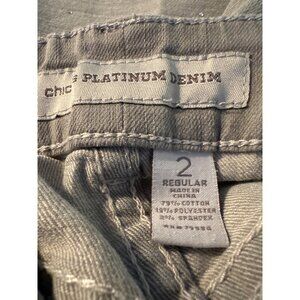 S PLATINUM DENIM
chic
2
REGULAR
MADE IN
CHINA
79% COTTON
19% POLYESTER
2% SPANDEX